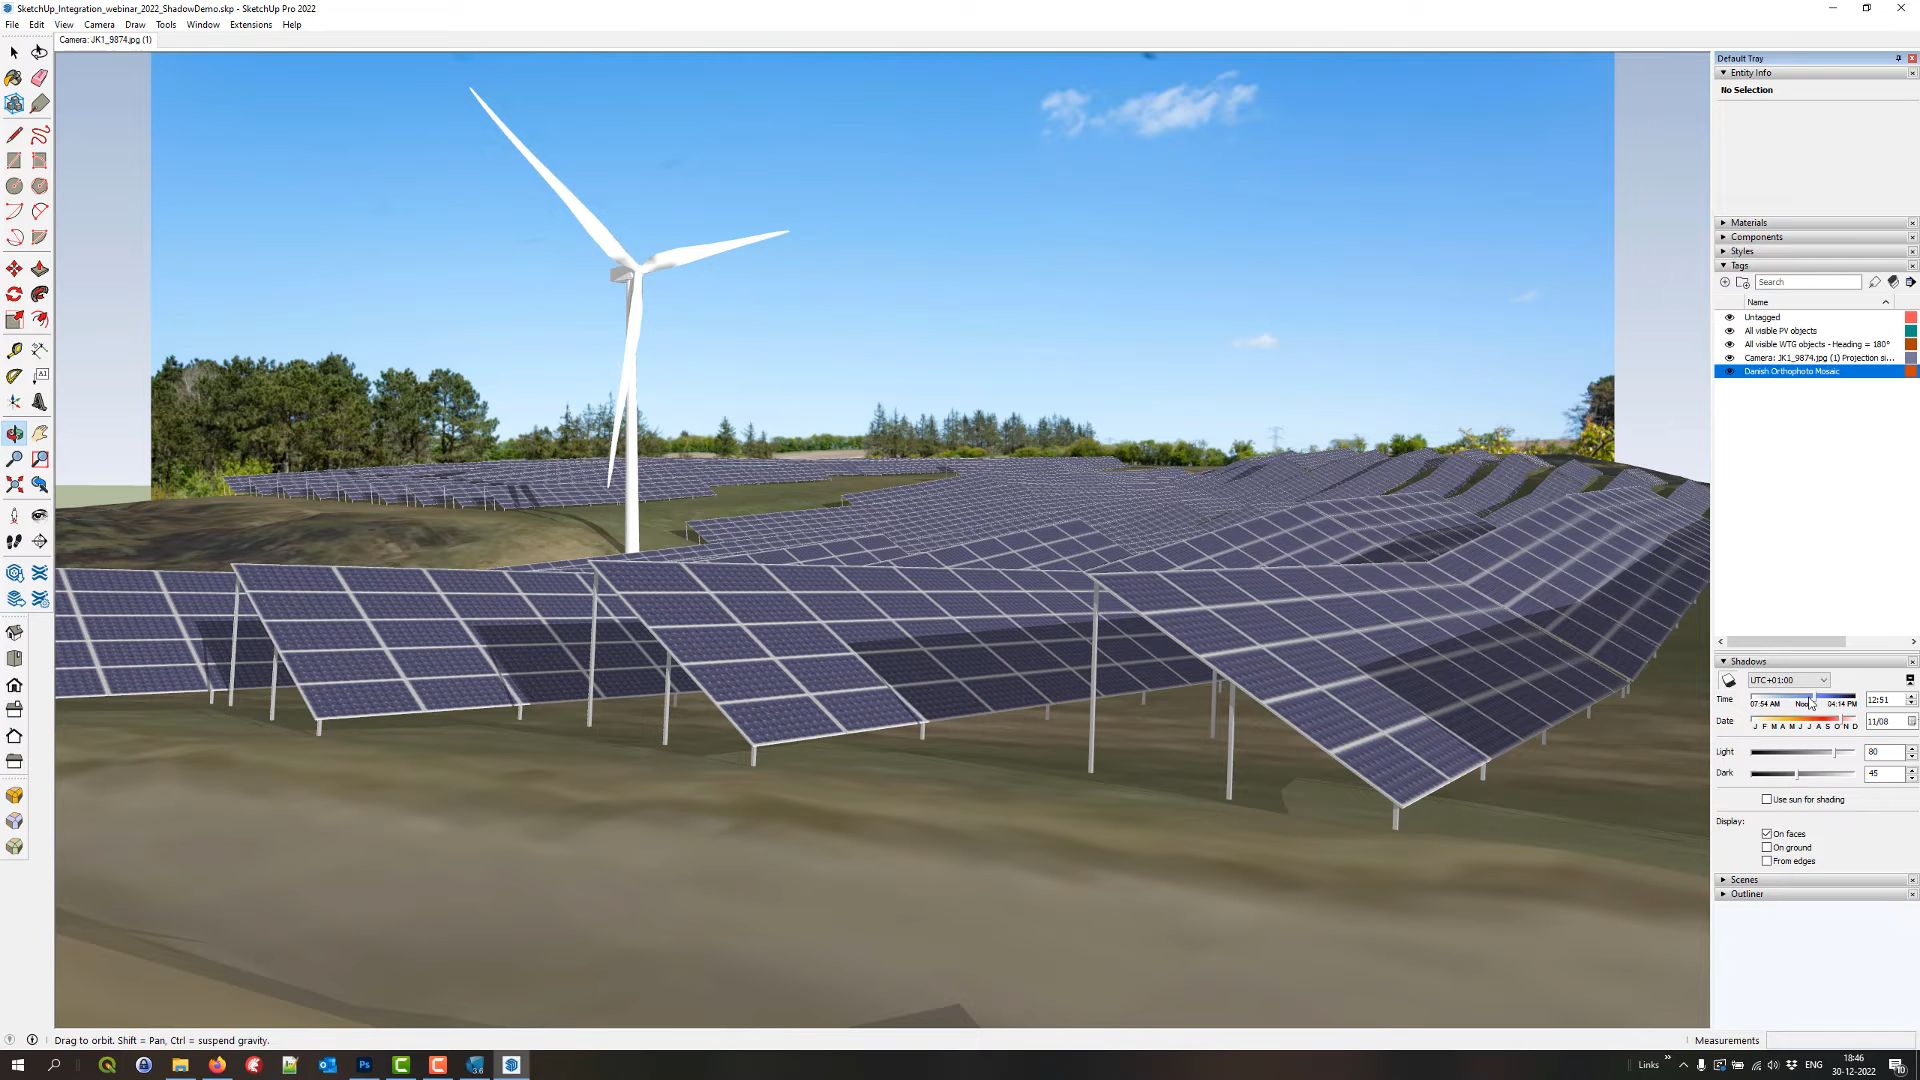 SketchUp_Integration_webinar_2022_ShadowDemo.skp - SketchUp Pro 2022
File Edit View Camera Draw Tools Window Extensions Help
Camera: JK1_9874.jpg (1)
Default Tray
Entity Info
No Selection
Materials
Components
Styles
Tags
Search
Name
Untagged
All visible PV objects
All visible WTG objects - Heading = 180°
Camera: JK1_9874.jpg (1) Projection si...
Danish Orthophoto Mosaic
Shadows
UTC+01:00
Time 12:51
07:54 AM Noo 04:14 PM
Date 11/08
J F M A M J J A S O N D
Light 80
Dark 45
Use sun for shading
Display:
On faces
On ground
From edges
Scenes
Outliner
Drag to orbit. Shift = Pan, Ctrl = suspend gravity.
Measurements
Links
ENG
18:46
30-12-2022
Ps
3.6
A1